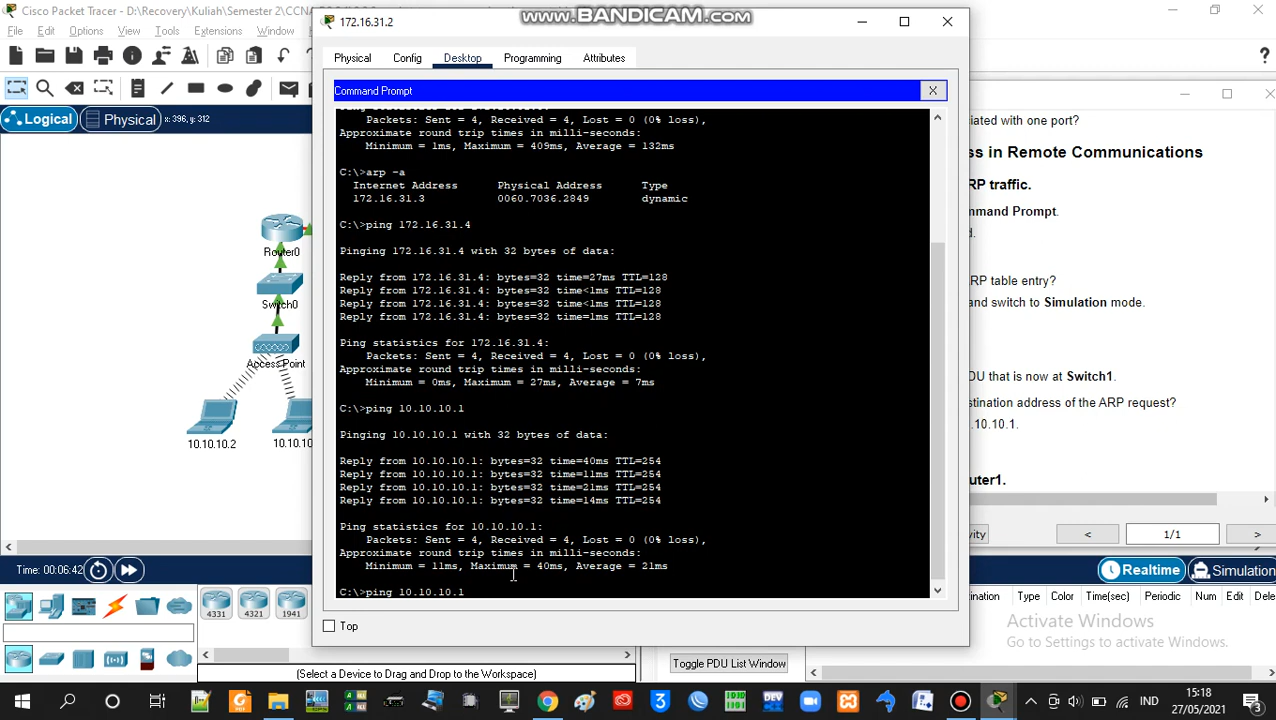 Cisco Packet Tracer - D:\Recovery\Kuliah\Semester 2\CCNA
172.16.31.2
www.BANDICAM.com
File Edit Options View Tools Extensions Window
Physical Config Desktop Programming Attributes
Command Prompt
X
Logical
Physical
x: 396, y: 312
Packets: Sent = 4, Received = 4, Lost = 0 (0% loss),
Approximate round trip times in milli-seconds:
Minimum = 1ms, Maximum = 409ms, Average = 132ms
C:\>arp -a
Internet Address Physical Address Type
172.16.31.3 0060.7036.2849 dynamic
C:\>ping 172.16.31.4
Pinging 172.16.31.4 with 32 bytes of data:
Reply from 172.16.31.4: bytes=32 time=27ms TTL=128
Reply from 172.16.31.4: bytes=32 time<1ms TTL=128
Reply from 172.16.31.4: bytes=32 time<1ms TTL=128
Reply from 172.16.31.4: bytes=32 time=1ms TTL=128
Ping statistics for 172.16.31.4:
Packets: Sent = 4, Received = 4, Lost = 0 (0% loss),
Approximate round trip times in milli-seconds:
Minimum = 0ms, Maximum = 27ms, Average = 7ms
C:\>ping 10.10.10.1
Pinging 10.10.10.1 with 32 bytes of data:
Reply from 10.10.10.1: bytes=32 time=40ms TTL=254
Reply from 10.10.10.1: bytes=32 time=11ms TTL=254
Reply from 10.10.10.1: bytes=32 time=21ms TTL=254
Reply from 10.10.10.1: bytes=32 time=14ms TTL=254
Ping statistics for 10.10.10.1:
Packets: Sent = 4, Received = 4, Lost = 0 (0% loss),
Approximate round trip times in milli-seconds:
Minimum = 11ms, Maximum = 40ms, Average = 21ms
C:\>ping 10.10.10.1
Top
Router0
Switch0
Access Point
10.10.10.2
10.10.10
iated with one port?
ss in Remote Communications
RP traffic.
mmand Prompt.
d.
RP table entry?
and switch to Simulation mode.
DU that is now at Switch1.
stination address of the ARP request?
.10.10.1.
uter1.
vity
<
1/1
>
Time: 00:06:42
Realtime
Simulation
4331 4321 1941
ination Type Color Time(sec) Periodic Num Edit Dele
Activate Windows
Go to Settings to activate Windows.
(Select a Device to Drag and Drop to the Workspace)
Toggle PDU List Window
IND
15:18
27/05/2021
3